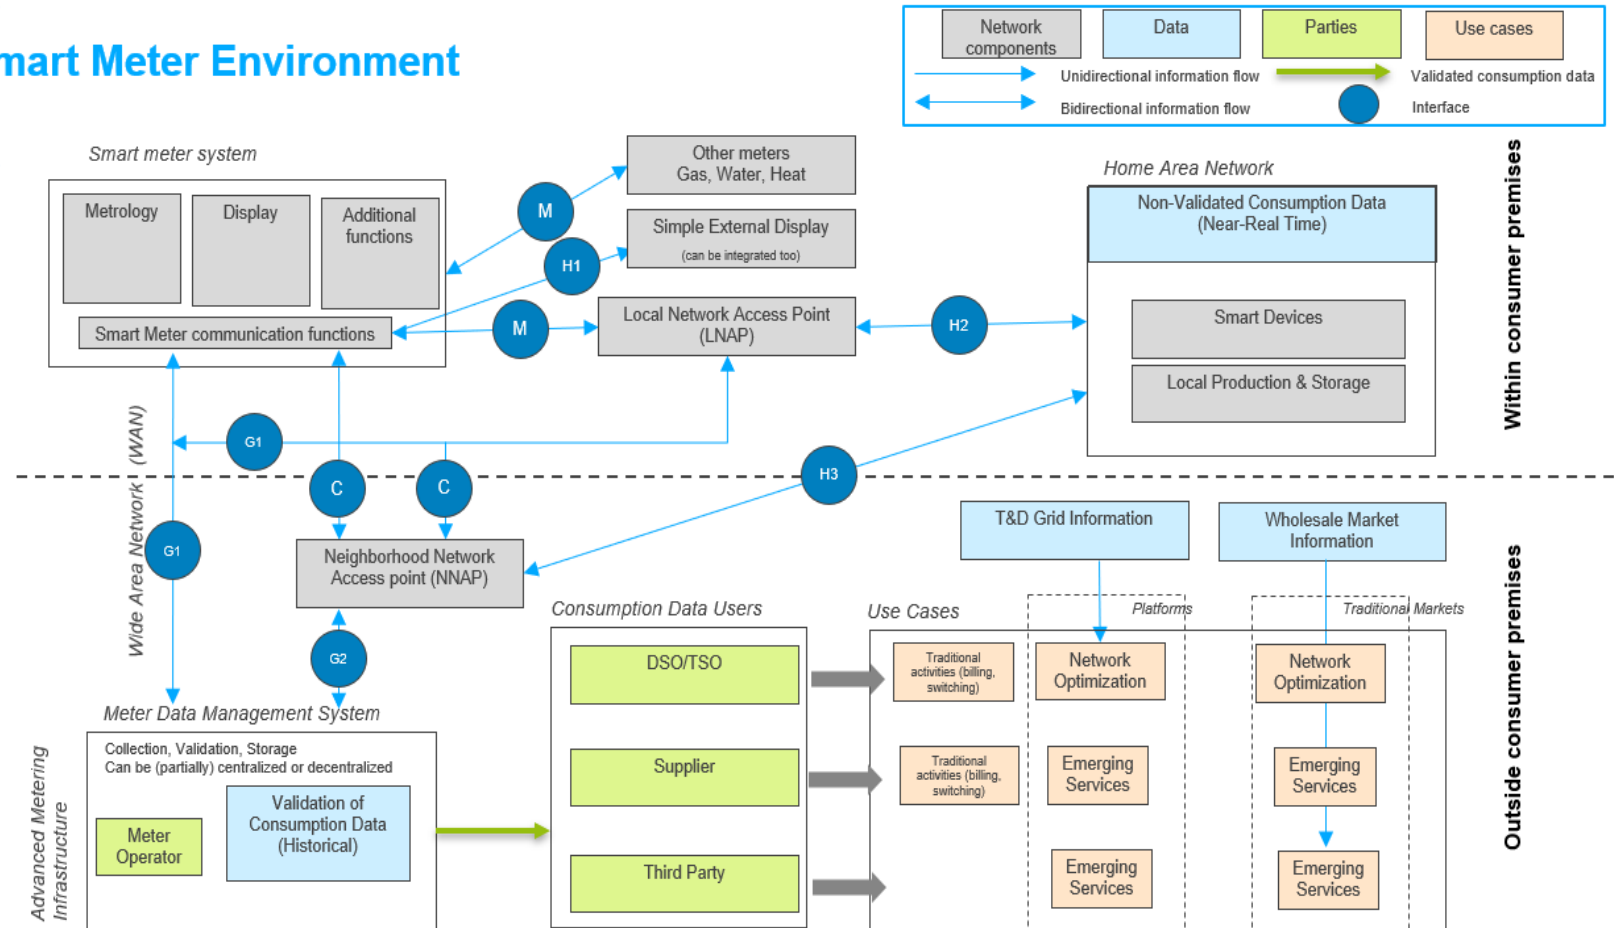 mart Meter Environment
Network
components
Data
Parties
Use cases
Unidirectional information flow
Validated consumption data
Bidirectional information flow
Interface
Smart meter system
Metrology
Display
Additional
functions
Smart Meter communication functions
Other meters
Gas, Water, Heat
Simple External Display
(can be integrated too)
Local Network Access Point
(LNAP)
M
H1
M
H2
Home Area Network
Non-Validated Consumption Data
(Near-Real Time)
Smart Devices
Local Production & Storage
Within consumer premises
Wide Area Network (WAN)
G1
C
C
H3
G1
Neighborhood Network
Access point (NNAP)
G2
T&D Grid Information
Wholesale Market
Information
Outside consumer premises
Meter Data Management System
Collection, Validation, Storage
Can be (partially) centralized or decentralized
Meter
Operator
Validation of
Consumption Data
(Historical)
Advanced Metering
Infrastructure
Consumption Data Users
DSO/TSO
Supplier
Third Party
Use Cases
Platforms
Traditional Markets
Traditional
activities (billing,
switching)
Network
Optimization
Network
Optimization
Traditional
activities (billing,
switching)
Emerging
Services
Emerging
Services
Emerging
Services
Emerging
Services